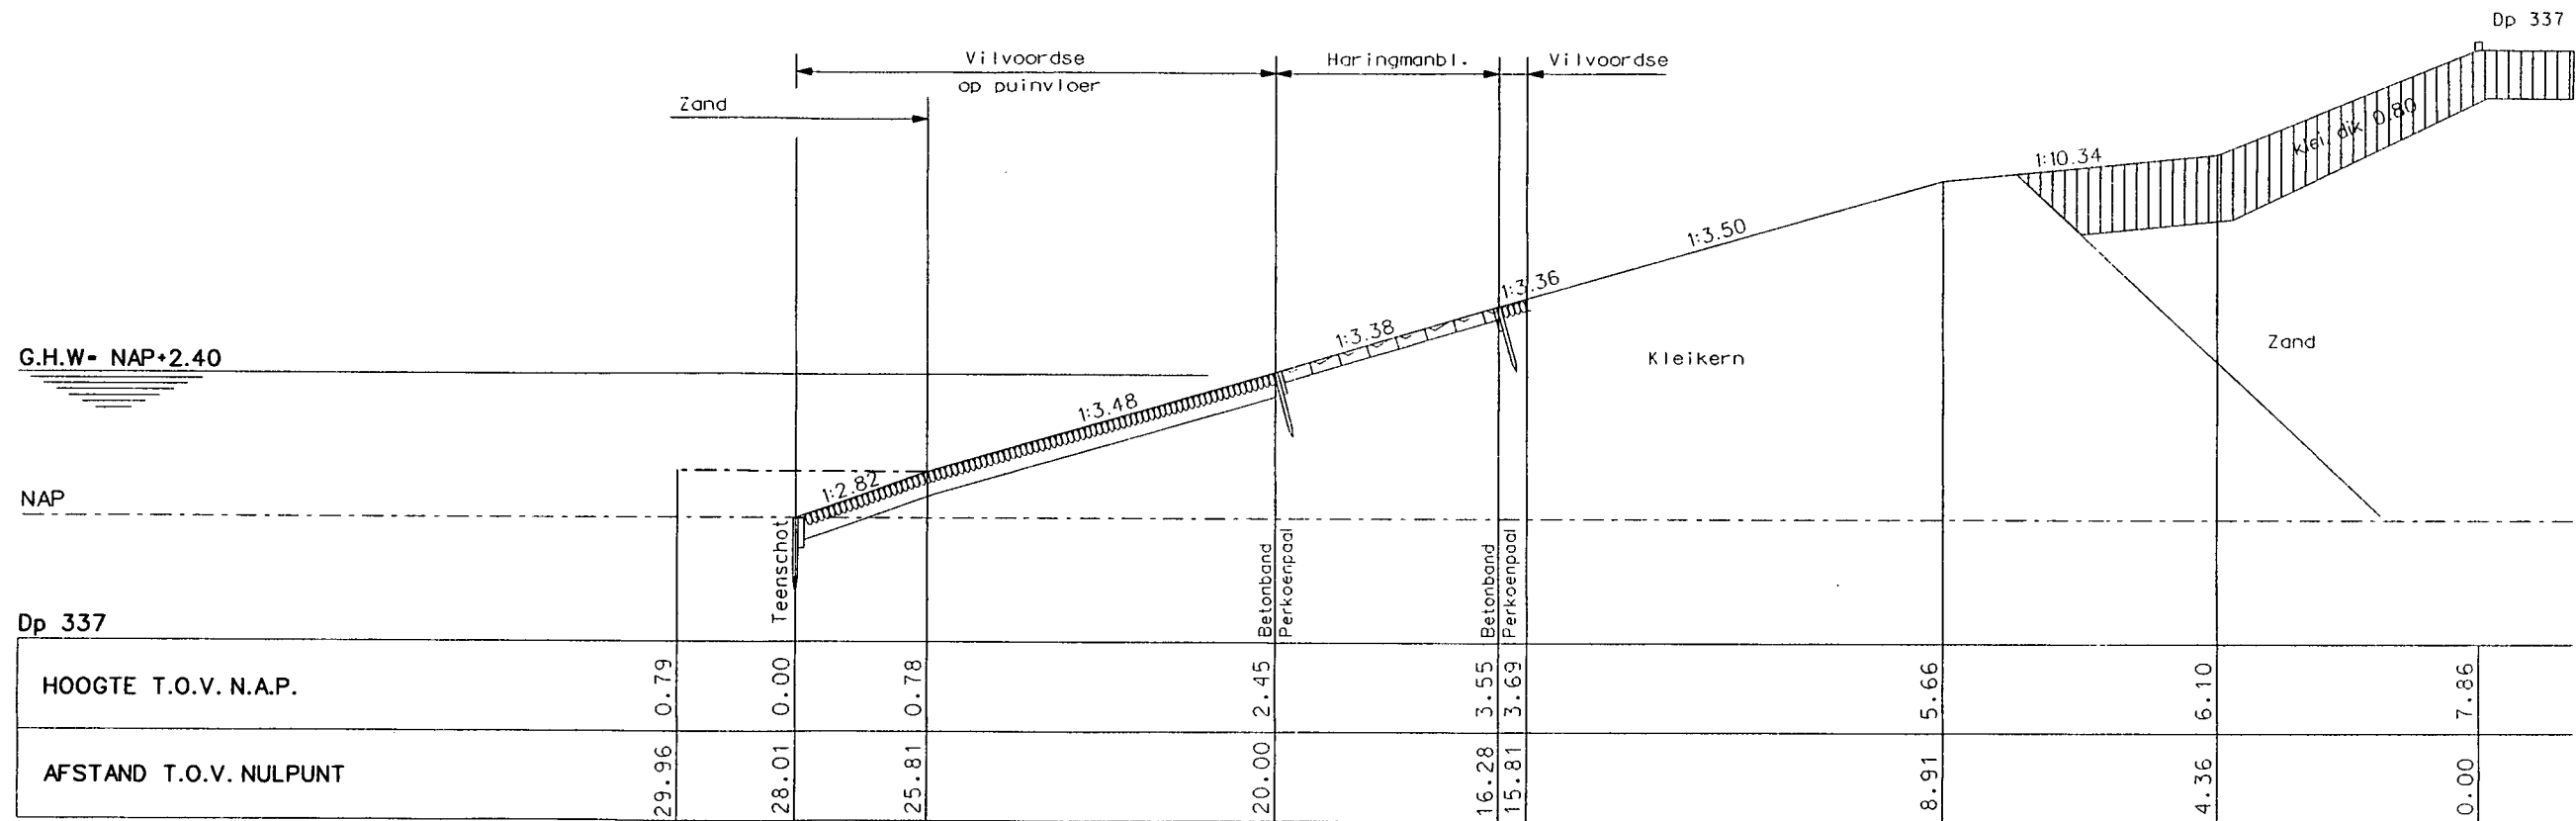 Dp 337
Vilvoordse
op puinvloer
Haringmanbl.
Vilvoordse
Zand
klei dik 0.80
1:10.34
1:3.50
1:3.36
1:3.38
1:3.48
1:2.82
G.H.W= NAP+2.40
Kleikern
Zand
NAP
Teenschot
Betonband
Perkoenpaal
Betonband
Perkoenpaal
Dp 337
HOOGTE T.O.V. N.A.P. 0.79 0.00 0.78 2.45 3.55 3.69 5.66 6.10 7.86
AFSTAND T.O.V. NULPUNT 29.96 28.01 25.81 20.00 16.28 15.81 8.91 4.36 0.00